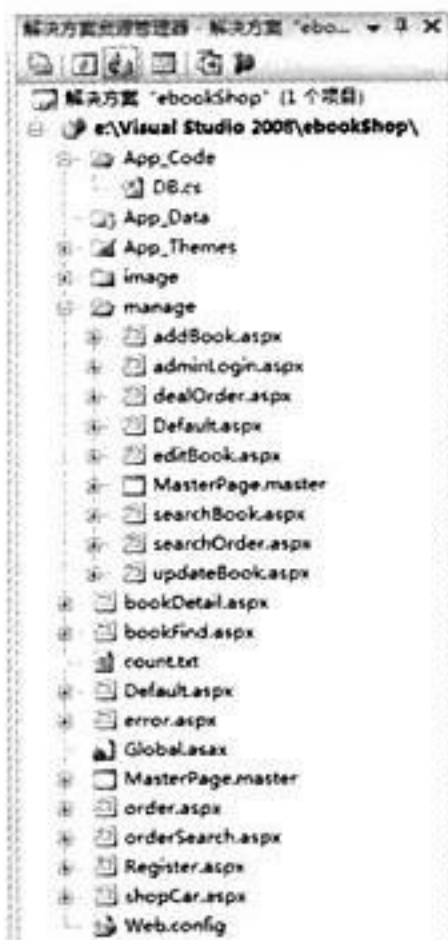 解决方案资源管理器 - 解决方案 "ebo...
解决方案 "ebookShop" (1 个项目)
e:\Visual Studio 2008\ebookShop\
App_Code
DB.cs
App_Data
App_Themes
image
manage
addBook.aspx
adminLogin.aspx
dealOrder.aspx
Default.aspx
editBook.aspx
MasterPage.master
searchBook.aspx
searchOrder.aspx
updateBook.aspx
bookDetail.aspx
bookFind.aspx
count.txt
Default.aspx
error.aspx
Global.asax
MasterPage.master
order.aspx
orderSearch.aspx
Register.aspx
shopCar.aspx
Web.config